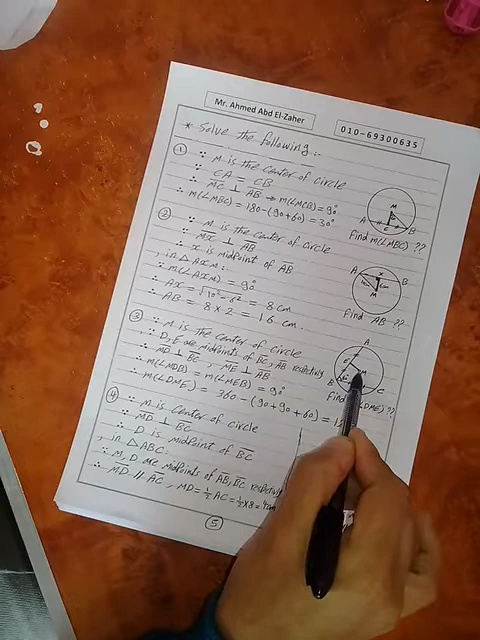 Mr. Ahmed Abd El-Zaher
010-69300635
* Solve the following:-
① ∵ M is the center of circle
∵ CA = CB
∴ MC ⊥ AB ⇒ m(∠MCB)=90°
∴ m(∠MBC)= 180-(90+60)= 30°
M
A
C
B
Find m(∠MBC) ??
② ∵ M is the center of circle
∵ MX ⊥ AB
∴ X is midpoint of AB
, in △AXM:
∵ m(∠AXM) = 90°
∴ AX = √10²-6² = 8 cm
∴ AB = 8 x 2 = 16 cm.
A
X
B
M
Find AB ??
③ ∵ M is the center of circle
, ∵ D, E are midpoints of BC, AB respectively
∴ MD ⊥ BC, ME ⊥ AB
∴ m(∠MDB) = m(∠MEB) = 90°
∴ m(∠DME) = 360 - (90+90+60) =
A
E
M
B
60°
C
Find (∠DME) ??
④ ∵ M is Center of circle
∵ MD ⊥ BC
∴ D is midpoint of BC
, in △ABC.
∵ M, D are midpoints of AB, BC respectively
∴ MD // AC, MD = ½ AC = ½ x 8 = 4cm
⑤